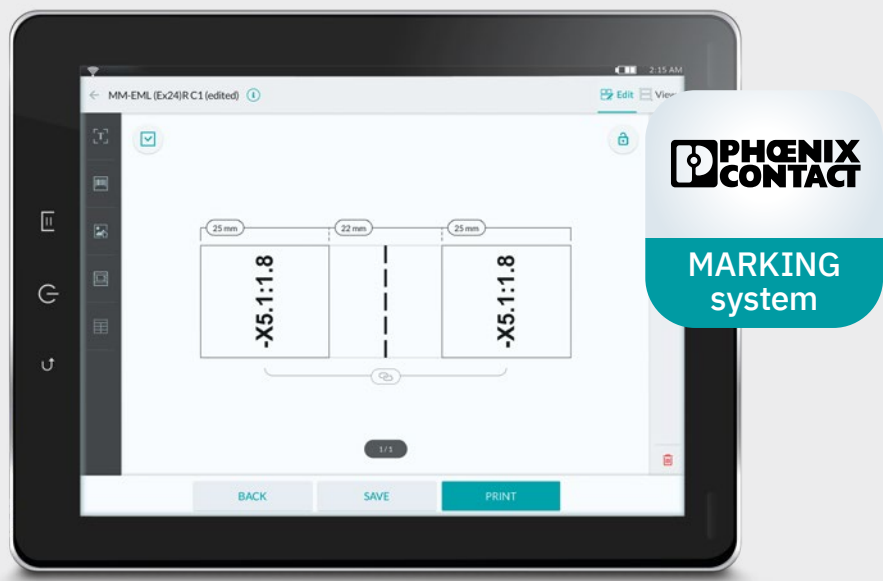 2:15 AM
MM-EML (Ex24)R C1 (edited)
Edit
View
25 mm
22 mm
25 mm
-X5.1:1.8
-X5.1:1.8
1/1
BACK
SAVE
PRINT
PHŒNIX
CONTACT
MARKING
system